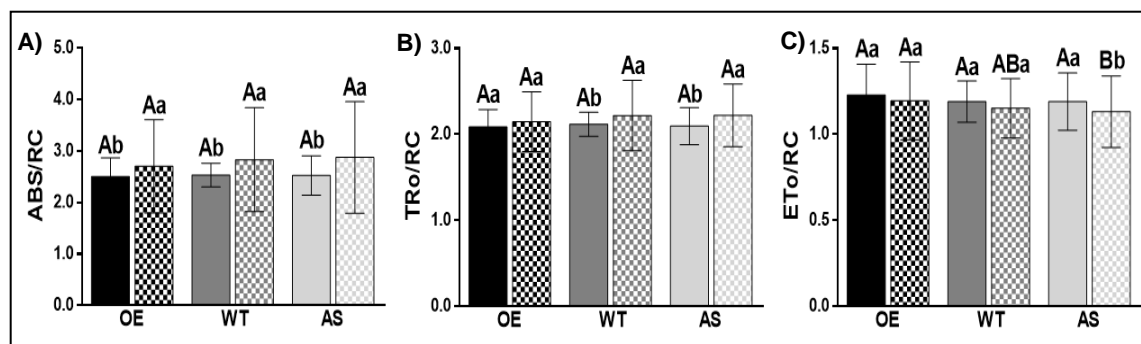 A)
ABS/RC
5.0
4.0
3.0
2.0
1.0
0.0
Ab Aa Ab Aa Ab Aa
OE WT AS
B)
TRo/RC
3.0
2.0
1.0
0.0
Aa Aa Ab Aa Ab Aa
OE WT AS
C)
ETo/RC
1.5
1.0
0.5
0.0
Aa Aa Aa ABa Aa Bb
OE WT AS